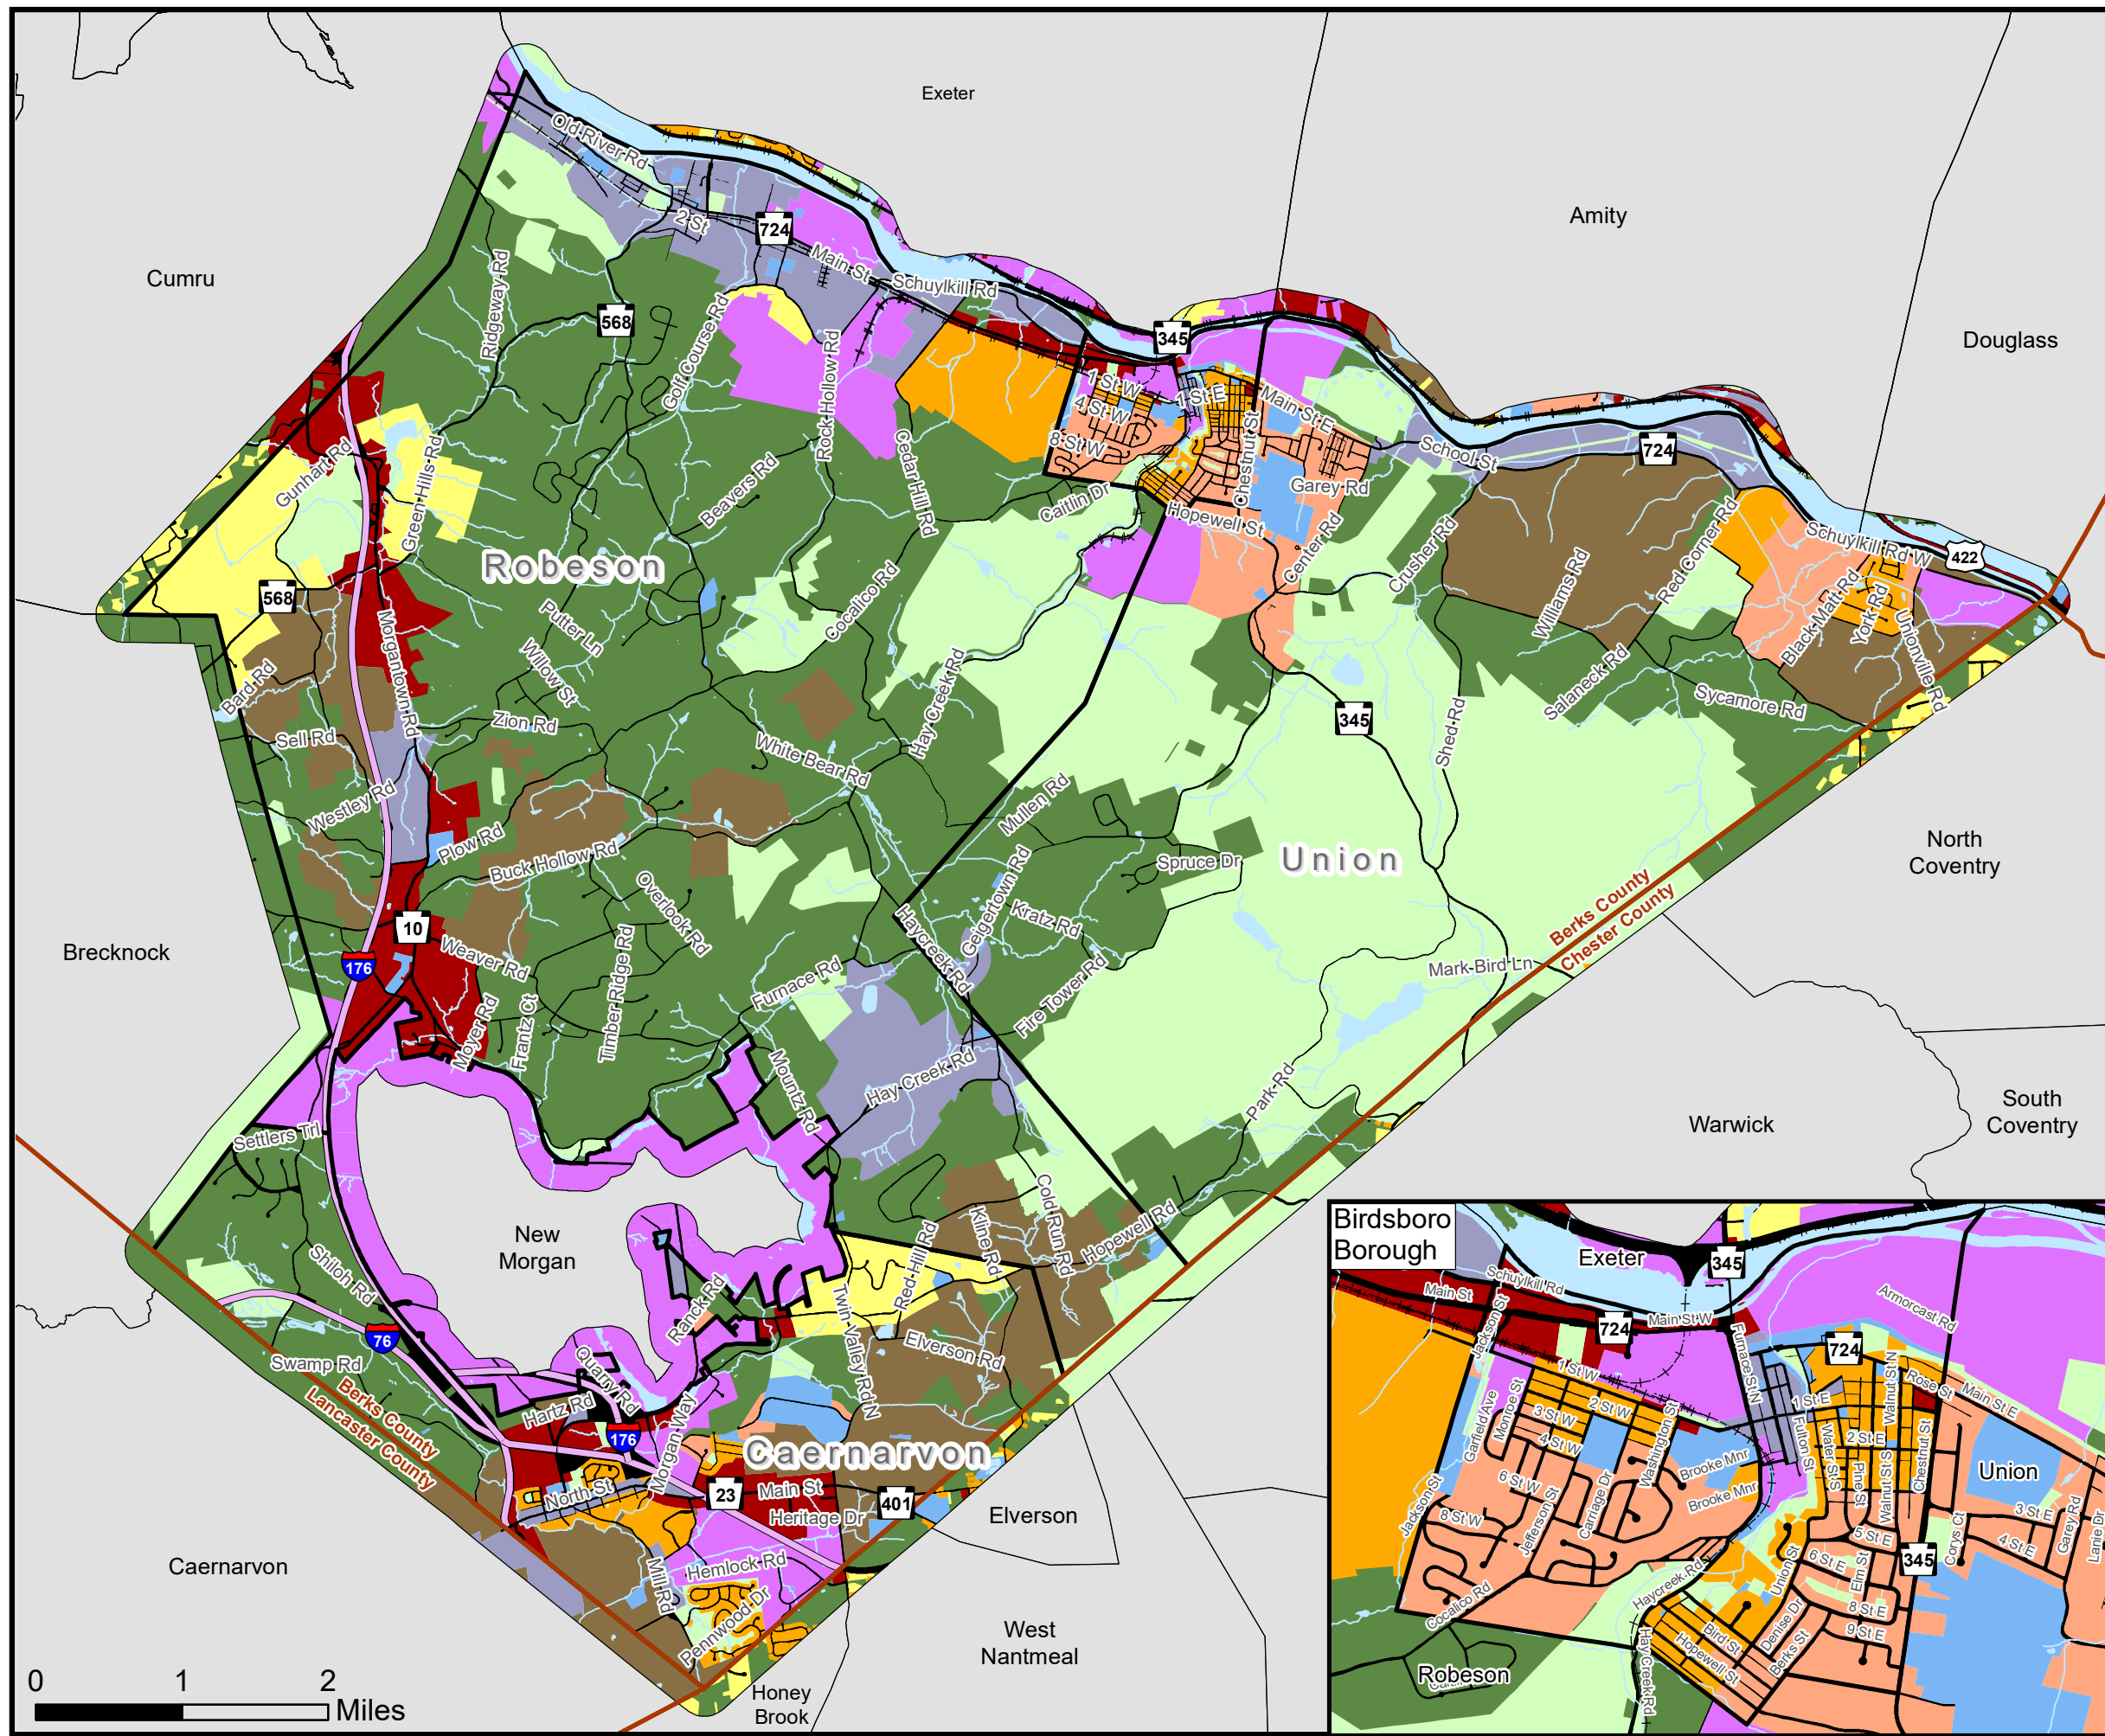 Exeter
Amity
Douglass
Cumru
Old River Rd
2 St
724
Main St
Schuylkill Rd
Ridgeway Rd
568
Golf Course Rd
Rock Hollow Rd
345
1 St W
1 St E
4 St W
8 St W
Main St E
Chestnut St
School St
724
Garey Rd
Gunhart Rd
Green Hills Rd
Beavers Rd
Cedar Hill Rd
Caitlin Dr
Hopewell St
Center Rd
Crusher Rd
Red Corner Rd
Schuylkill Rd W
422
Robeson
568
Williams Rd
Black Matt Rd
York Rd
Unionville Rd
Morgantown Rd
Putter Ln
Willow St
Cocalico Rd
Hay Creek Rd
Salaneck Rd
Sycamore Rd
Bard Rd
Sell Rd
Zion Rd
White Bear Rd
345
Shed Rd
Westley Rd
Plow Rd
Buck Hollow Rd
Mullen Rd
Spruce Dr
Union
North
Coventry
Overlook Rd
Geigertown Rd
Kratz Rd
Haycreek Rd
Berks County
Chester County
Brecknock
10
176
Weaver Rd
Timber Ridge Rd
Furnace Rd
Fire Tower Rd
Mark Bird Ln
Moyer Rd
Frantz Ct
Mountz Rd
Hay Creek Rd
Park Rd
Warwick
South
Coventry
Settlers Trl
New
Morgan
Shiloh Rd
Ranck Rd
Red Hill Rd
Kline Rd
Cold Run Rd
Hopewell Rd
76
Swamp Rd
Berks County
Lancaster County
Quarry Rd
Hartz Rd
176
Morgan Way
Twin Valley Rd N
Elverson Rd
Caernarvon
North St
23
Main St
401
Heritage Dr
Elverson
Caernarvon
Mill Rd
Hemlock Rd
Pennwood Dr
West
Nantmeal
Honey
Brook
0 1 2
Miles
Birdsboro
Borough
Exeter
345
Schuylkill Rd
Main St
Jackson St
724
Main St W
Furnace St N
Armorcast Rd
724
Walnut St N
Rose St
Main St E
1 St W
2 St W
3 St W
4 St W
Garfield Ave
Monroe St
Washington St
1 St E
Fulton St
Water St S
2 St E
Pine St
Walnut St S
Chestnut St
Union
Brooke Mnr
Brooke Mnr
6 St W
8 St W
Jackson St
Jefferson St
Carriage Dr
3 St E
4 St E
Garey Rd
Lanie Dr
Corys Ct
5 St E
6 St E
Elm St
345
Union St
Haycreek Rd
Cocalico Rd
8 St E
9 St E
Denise Dr
Berks St
Bird St
Hopewell St
Hay Creek Rd
Robeson